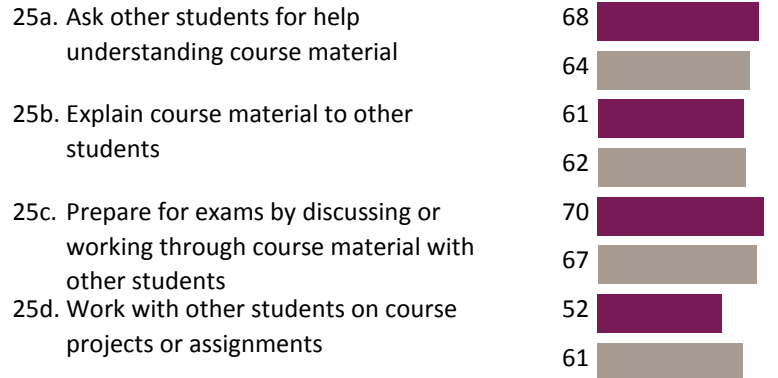 25a. Ask other students for help 68
understanding course material
64
25b. Explain course material to other 61
students
62
25c. Prepare for exams by discussing or 70
working through course material with
67
other students
25d. Work with other students on course 52
projects or assignments
61